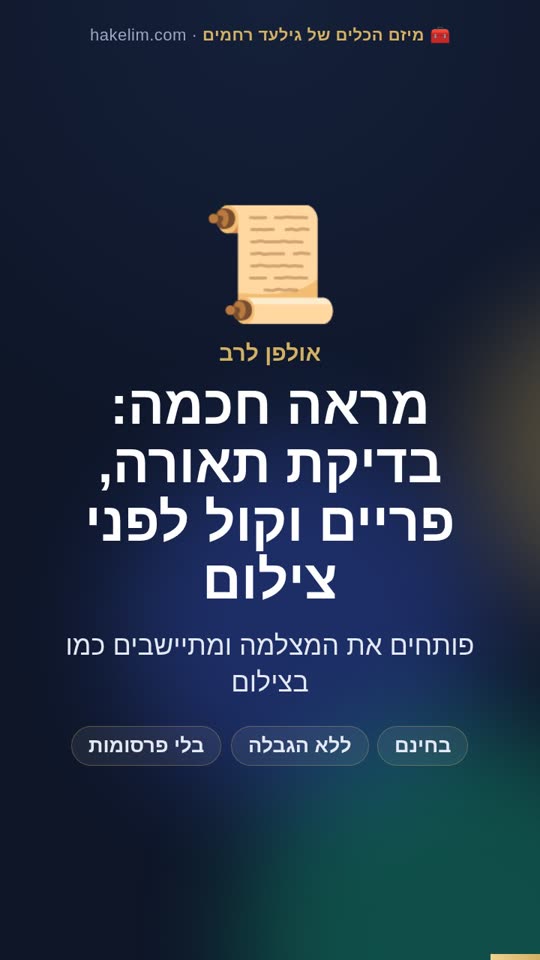 🧰 מיזם הכלים של גילעד רחמים · hakelim.com
אולפן לרב
מראה חכמה:
בדיקת תאורה,
פריים וקול לפני
צילום
פותחים את המצלמה ומתיישבים כמו
בצילום
בחינם
ללא הגבלה
בלי פרסומות